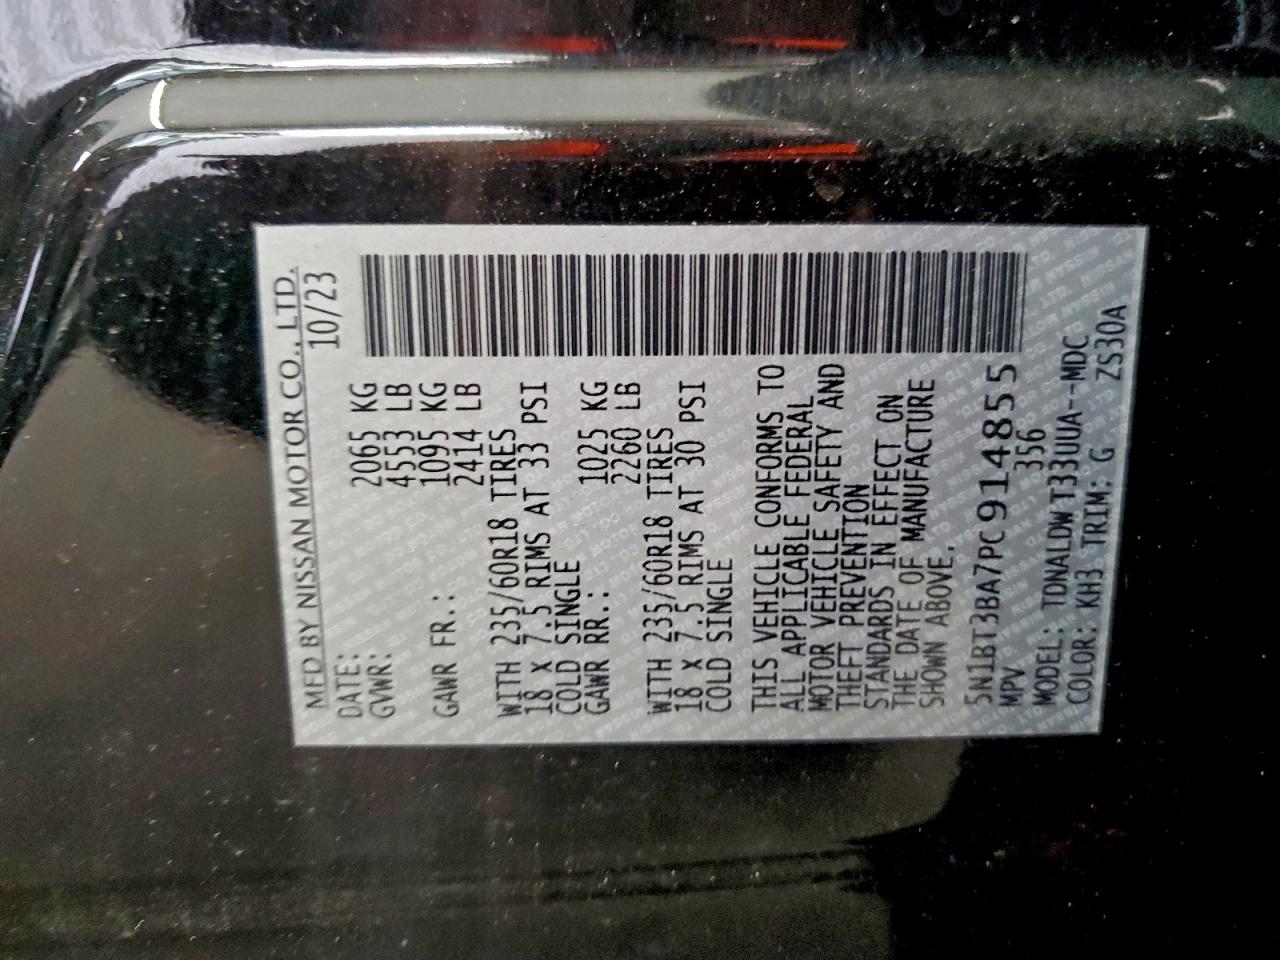 MFD BY NISSAN MOTOR CO., LTD.
DATE: 10/23
GVWR: 2065 KG
4553 LB
GAWR FR.: 1095 KG
2414 LB
WITH 235/60R18 TIRES
18 X 7.5 RIMS AT 33 PSI
COLD SINGLE
GAWR RR.: 1025 KG
2260 LB
WITH 235/60R18 TIRES
18 X 7.5 RIMS AT 30 PSI
COLD SINGLE
THIS VEHICLE CONFORMS TO
ALL APPLICABLE FEDERAL
MOTOR VEHICLE SAFETY AND
THEFT PREVENTION
STANDARDS IN EFFECT ON
THE DATE OF MANUFACTURE
SHOWN ABOVE.
5N1BT3BA7PC914855
MPV 356
MODEL: TDNALDWT33UUA--MDC
COLOR: KH3 TRIM: G ZS30A